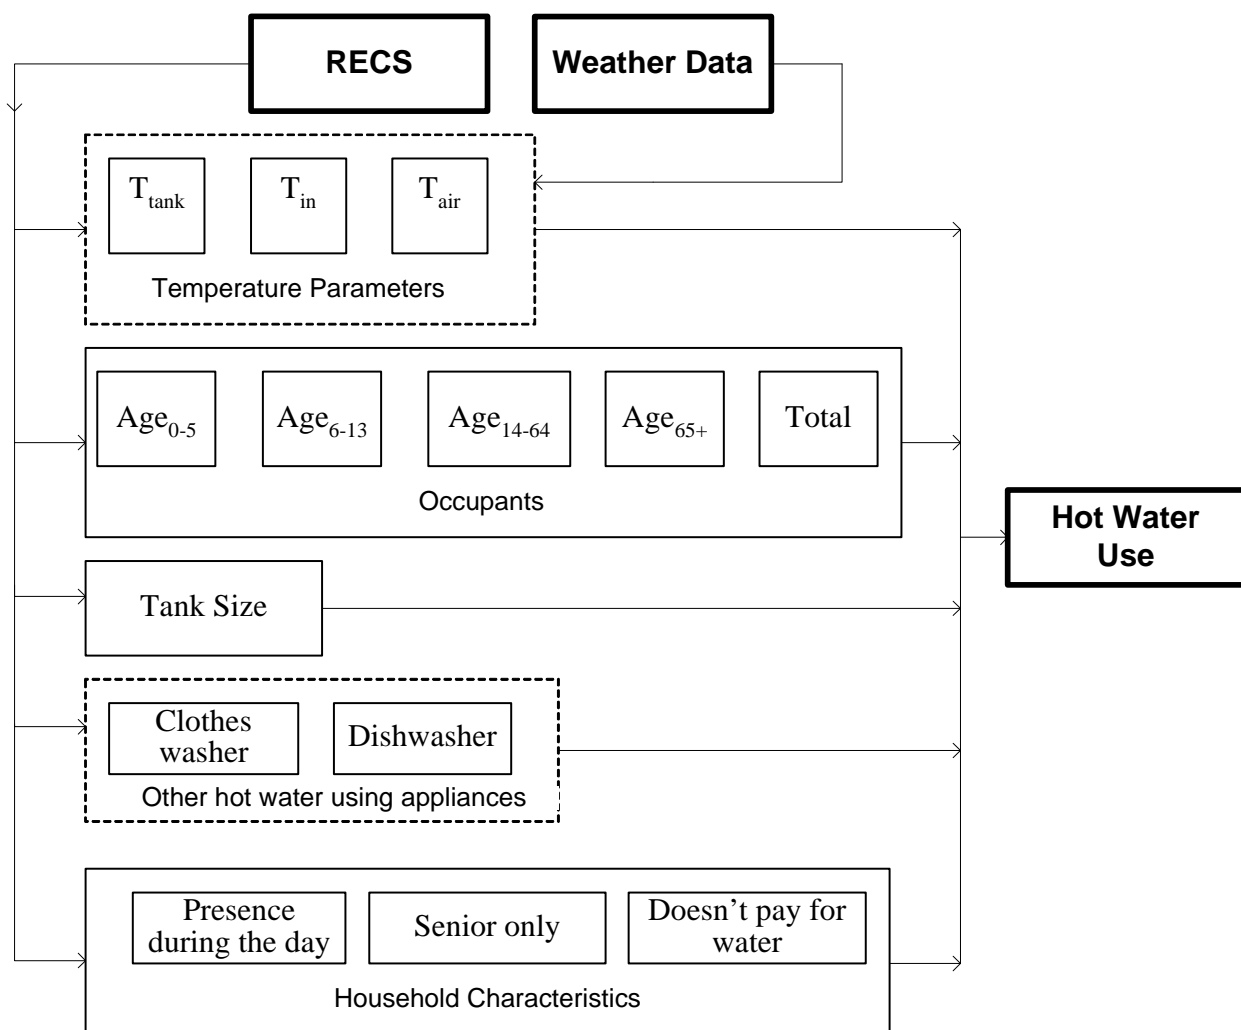 RECS
Weather Data
T_tank
T_in
T_air
Temperature Parameters
Age_0-5
Age_6-13
Age_14-64
Age_65+
Total
Occupants
Hot Water
Use
Tank Size
Clothes
washer
Dishwasher
Other hot water using appliances
Presence
during the day
Senior only
Doesn’t pay for
water
Household Characteristics